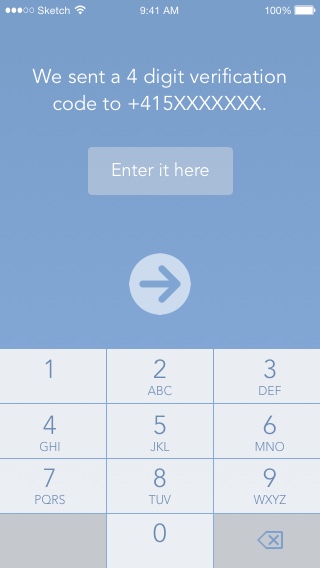 Sketch 9:41 AM 100%
We sent a 4 digit verification
code to +415XXXXXXX.
Enter it here
1 2 3
ABC DEF
4 5 6
GHI JKL MNO
7 8 9
PQRS TUV WXYZ
0